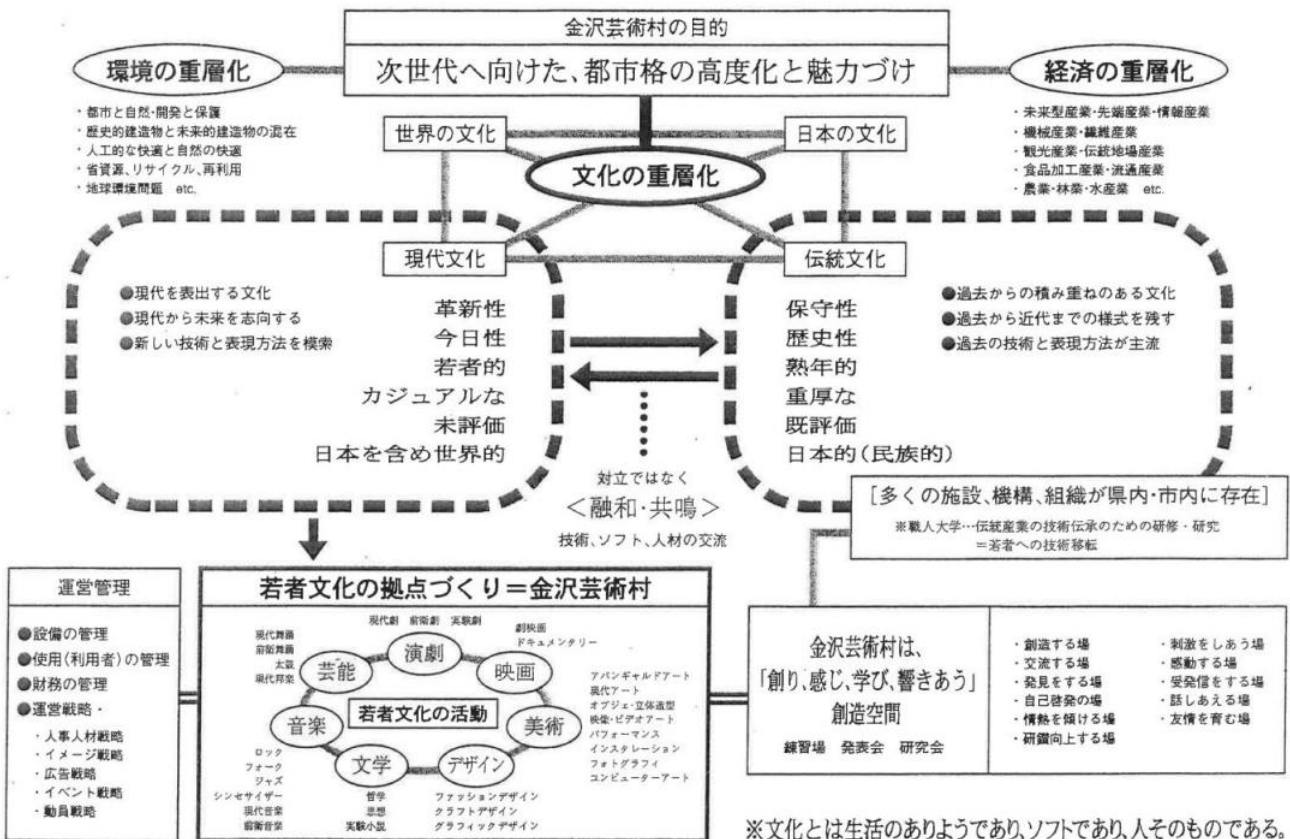 金沢芸術村の目的
次世代へ向けた、都市格の高度化と魅力づけ
環境の重層化
・都市と自然・開発と保護
・歴史的建造物と未来的建造物の混在
・人工的な快適と自然の快適
・省資源、リサイクル、再利用
・地球環境問題 etc.
経済の重層化
・未来型産業・先端産業・情報産業
・機械産業・繊維産業
・観光産業・伝統地場産業
・食品加工産業・流通産業
・農業・林業・水産業 etc.
世界の文化
日本の文化
文化の重層化
現代文化
伝統文化
●現代を表出する文化
●現代から未来を志向する
●新しい技術と表現方法を模索
革新性
今日性
若者的
カジュアルな
未評価
日本を含め世界的
保守性
歴史性
熟年的
重厚な
既評価
日本的(民族的)
●過去からの積み重ねのある文化
●過去から近代までの様式を残す
●過去の技術と表現方法が主流
対立ではなく
<融和・共鳴>
技術、ソフト、人材の交流
[多くの施設、機構、組織が県内・市内に存在]
※職人大学…伝統産業の技術伝承のための研修・研究
=若者への技術移転
運営管理
●設備の管理
●使用(利用者)の管理
●財務の管理
●運営戦略・
・人事人材戦略
・イメージ戦略
・広告戦略
・イベント戦略
・動員戦略
若者文化の拠点づくり=金沢芸術村
現代劇 前衛劇 実験劇
劇映画
ドキュメンタリー
現代舞踊
前衛舞踊
太鼓
現代邦楽
芸能
演劇
映画
音楽
若者文化の活動
美術
文学
デザイン
アバンギャルドアート
現代アート
オブジェ・立体造型
映像・ビデオアート
パフォーマンス
インスタレーション
フォトグラフィ
コンピューターアート
ロック
フォーク
ジャズ
シンセサイザー
現代音楽
前衛音楽
哲学
思想
実験小説
ファッションデザイン
クラフトデザイン
グラフィックデザイン
金沢芸術村は、
「創り、感じ、学び、響きあう」
創造空間
練習場 発表会 研究会
・創造する場
・交流する場
・発見をする場
・自己啓発の場
・情熱を傾ける場
・研鑽向上する場
・刺激をしあう場
・感動する場
・受発信をする場
・話しあえる場
・友情を育む場
※文化とは生活のありようであり、ソフトであり、人そのものである。